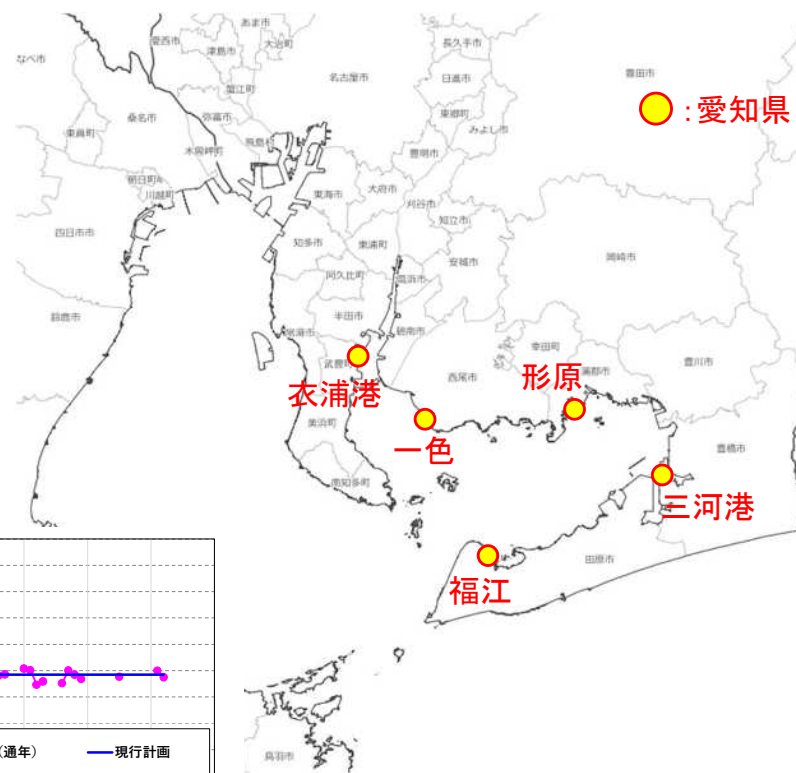 あま市
愛西市
大治町
津島市
長久手市
なべ市
名古屋市
日進市
豊田市
蟹江町
桑名市
弥富市
東郷町
：愛知県
東員町
飛島村
みよし市
木曽岬町
豊明市
朝日町
川越町
東海市
大府市
刈谷市
知立市
四日市市
知多市
東浦町
安城市
岡崎市
阿久比町
高浜市
鈴鹿市
半田市
碧南市
常滑市
幸田町
武豊町
西尾市
形原
蒲郡市
豊川市
衣浦港
美浜町
一色
豊橋市
南知多町
三河港
田原市
福江
(通年)
現行計画
鳥羽市